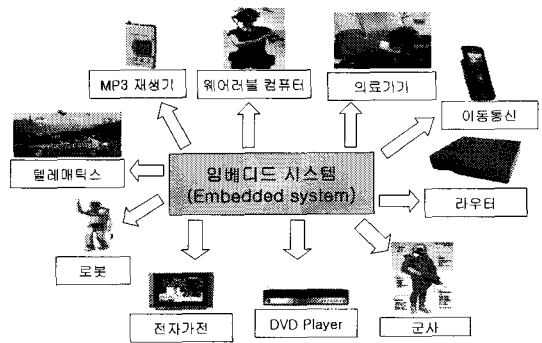 MP3 재생기
웨어러블 컴퓨터
의료기기
이동통신
텔레매틱스
임베디드 시스템
(Embedded system)
라우터
로봇
전자가전
DVD Player
군사